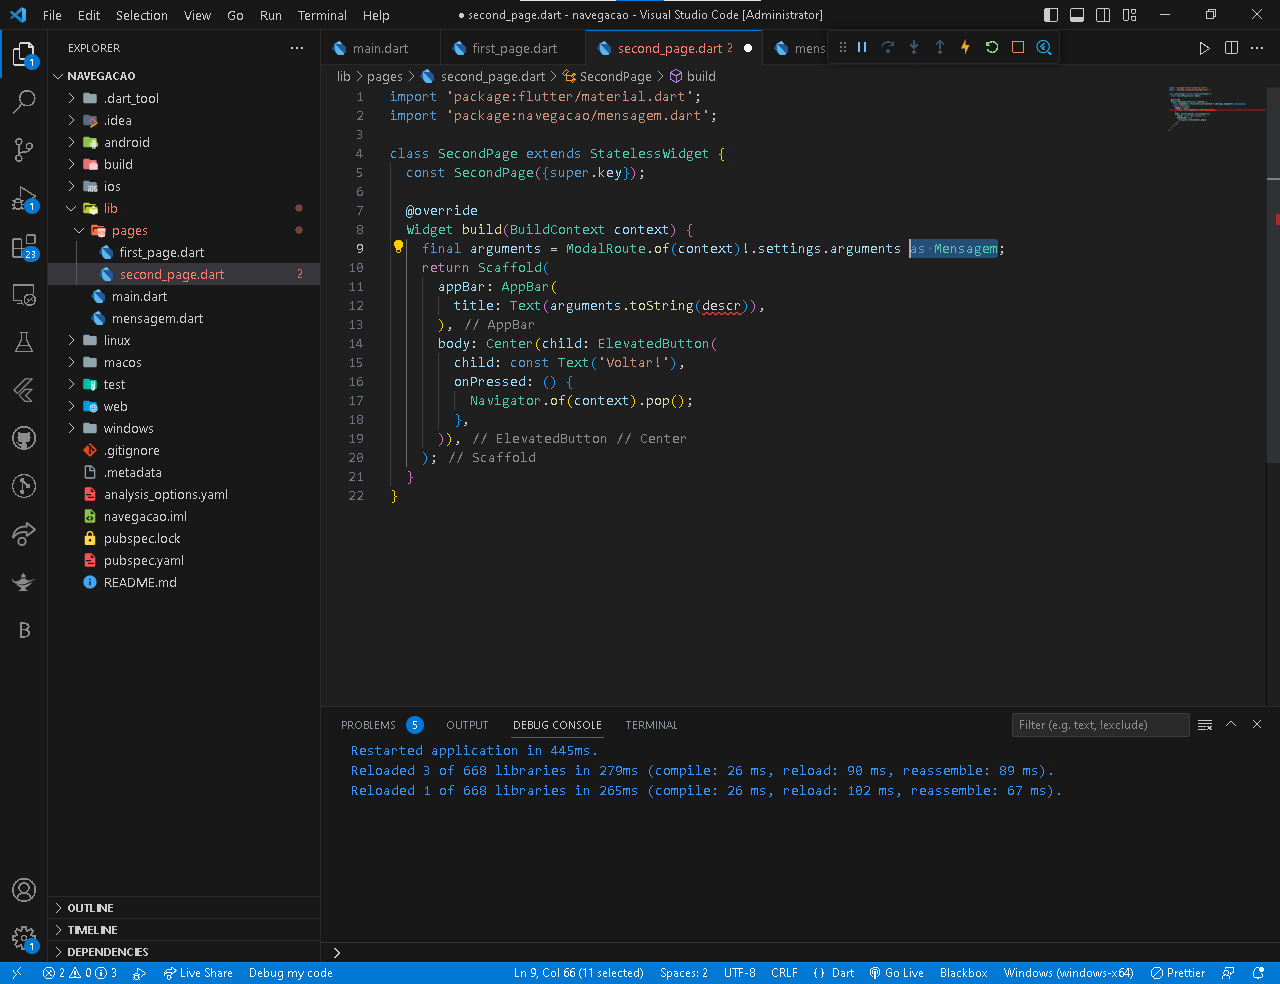 File Edit Selection View Go Run Terminal Help
● second_page.dart - navegacao - Visual Studio Code [Administrator]
EXPLORER
main.dart
first_page.dart
second_page.dart 2
mens
NAVEGACAO
.dart_tool
.idea
android
build
ios
lib
pages
first_page.dart
second_page.dart 2
main.dart
mensagem.dart
linux
macos
test
web
windows
.gitignore
.metadata
analysis_options.yaml
navegacao.iml
pubspec.lock
pubspec.yaml
README.md
OUTLINE
TIMELINE
DEPENDENCIES
1
1
23
B
1
lib > pages > second_page.dart > SecondPage > build
1 import 'package:flutter/material.dart';
2 import 'package:navegacao/mensagem.dart';
3
4 class SecondPage extends StatelessWidget {
5 const SecondPage({super.key});
6
7 @override
8 Widget build(BuildContext context) {
9 final arguments = ModalRoute.of(context)!.settings.arguments as Mensagem;
10 return Scaffold(
11 appBar: AppBar(
12 title: Text(arguments.toString(descr)),
13 ), // AppBar
14 body: Center(child: ElevatedButton(
15 child: const Text('Voltar!'),
16 onPressed: () {
17 Navigator.of(context).pop();
18 },
19 )), // ElevatedButton // Center
20 ); // Scaffold
21 }
22 }
PROBLEMS 5 OUTPUT DEBUG CONSOLE TERMINAL
Filter (e.g. text, !exclude)
Restarted application in 445ms.
Reloaded 3 of 668 libraries in 279ms (compile: 26 ms, reload: 90 ms, reassemble: 89 ms).
Reloaded 1 of 668 libraries in 265ms (compile: 26 ms, reload: 102 ms, reassemble: 67 ms).
2 0 3 Live Share Debug my code Ln 9, Col 66 (11 selected) Spaces: 2 UTF-8 CRLF { } Dart Go Live Blackbox Windows (windows-x64) Prettier